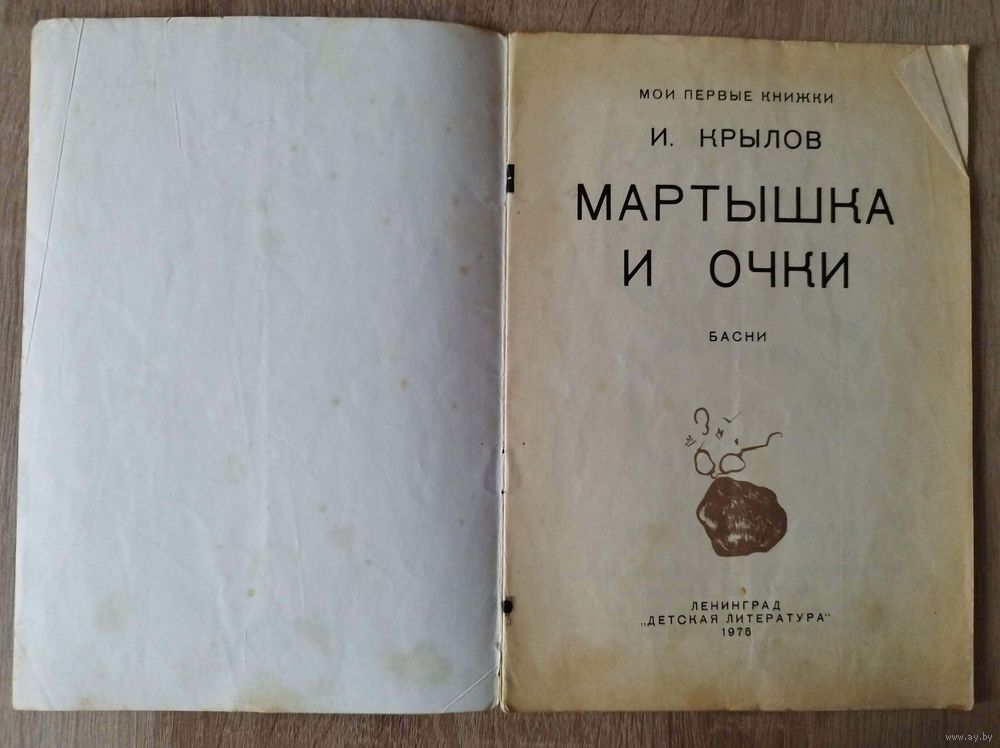 МОИ ПЕРВЫЕ КНИЖКИ
И. КРЫЛОВ
МАРТЫШКА
И ОЧКИ
БАСНИ
ЛЕНИНГРАД
„ДЕТСКАЯ ЛИТЕРАТУРА"
1975
www.ay.by